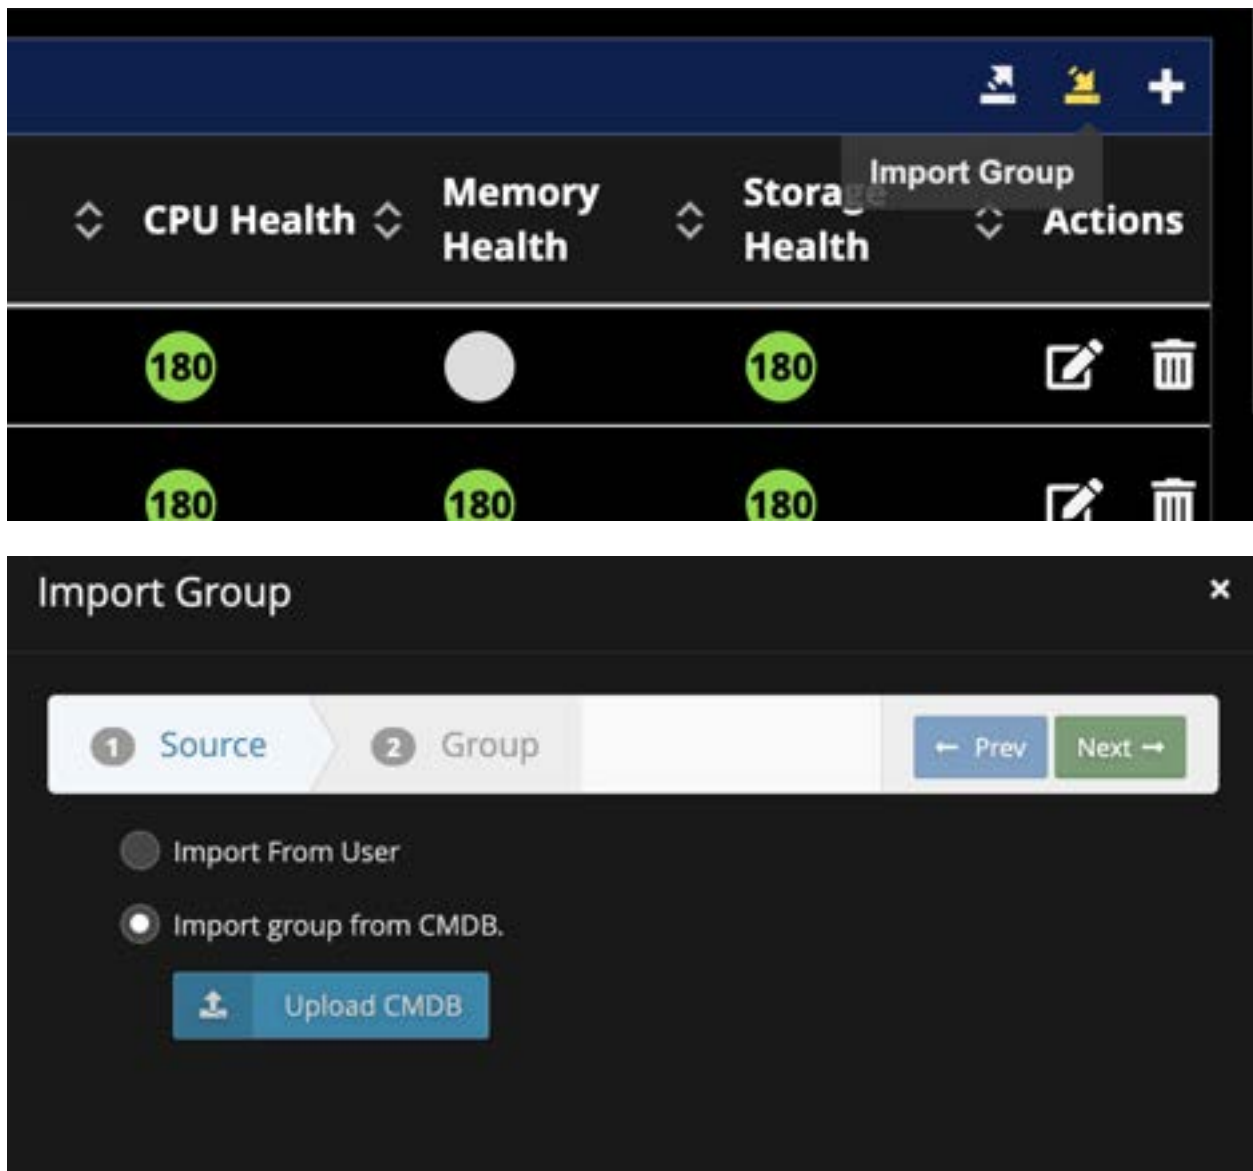 Import Group
CPU Health
Memory
Health
Storage
Health
Actions
180
180
180
180
180
Import Group
×
1 Source
2 Group
← Prev
Next →
Import From User
Import group from CMDB.
Upload CMDB